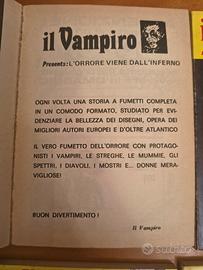 il Vampiro
Presenta: L'ORRORE VIENE DALL'INFERNO
OGNI VOLTA UNA STORIA A FUMETTI COMPLETA
IN UN COMODO FORMATO, STUDIATO PER EVI-
DENZIARE LA BELLEZZA DEI DISEGNI, OPERA DEI
MIGLIORI AUTORI EUROPEI E D'OLTRE ATLANTICO
IL VERO FUMETTO DELL'ORRORE CON PROTAGO-
NISTI I VAMPIRI, LE STREGHE, LE MUMMIE, GLI
SPETTRI, I DIAVOLI, I MOSTRI E... DONNE MERA-
VIGLIOSE!
BUON DIVERTIMENTO!
Il Vampiro
subito